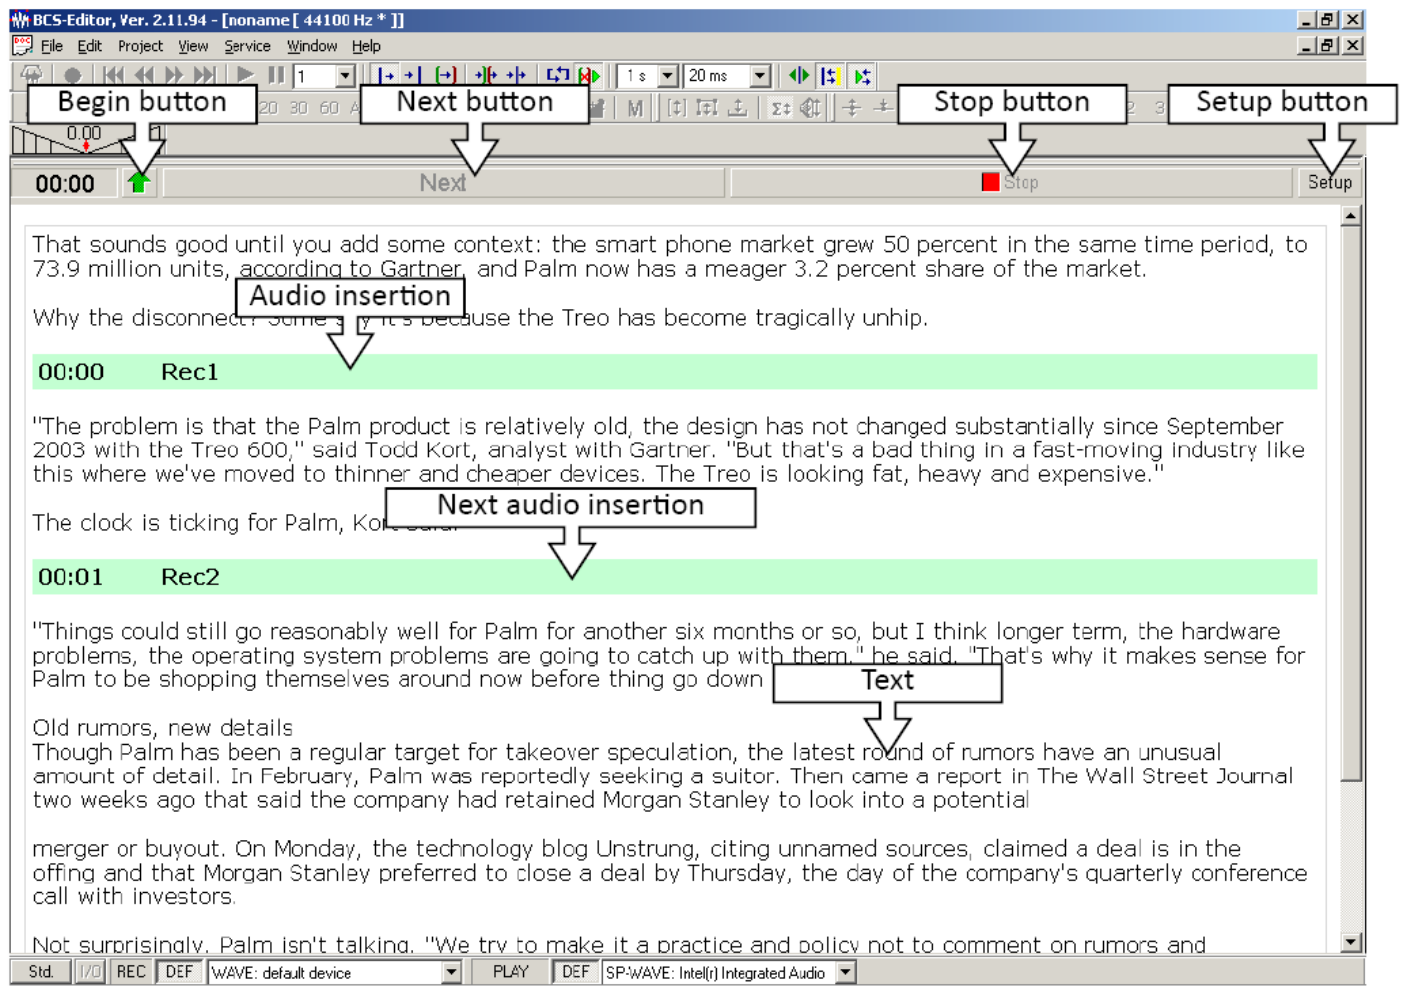 BCS-Editor, Ver. 2.11.94 - [noname [ 44100 Hz * ]]
File Edit Project View Service Window Help
1 1 s 20 ms
Begin button Next button Stop button Setup button
20 30 60 M
0.00
00:00 Next Stop Setup
That sounds good until you add some context: the smart phone market grew 50 percent in the same time period, to
73.9 million units, according to Gartner, and Palm now has a meager 3.2 percent share of the market.
Audio insertion
Why the disconnect? Some say it's because the Treo has become tragically unhip.
00:00 Rec1
"The problem is that the Palm product is relatively old, the design has not changed substantially since September
2003 with the Treo 600," said Todd Kort, analyst with Gartner. "But that's a bad thing in a fast-moving industry like
this where we've moved to thinner and cheaper devices. The Treo is looking fat, heavy and expensive."
Next audio insertion
The clock is ticking for Palm, Kort said.
00:01 Rec2
"Things could still go reasonably well for Palm for another six months or so, but I think longer term, the hardware
problems, the operating system problems are going to catch up with them," he said. "That's why it makes sense for
Palm to be shopping themselves around now before thing go down
Text
Old rumors, new details
Though Palm has been a regular target for takeover speculation, the latest round of rumors have an unusual
amount of detail. In February, Palm was reportedly seeking a suitor. Then came a report in The Wall Street Journal
two weeks ago that said the company had retained Morgan Stanley to look into a potential
merger or buyout. On Monday, the technology blog Unstrung, citing unnamed sources, claimed a deal is in the
offing and that Morgan Stanley preferred to close a deal by Thursday, the day of the company's quarterly conference
call with investors.
Not surprisingly, Palm isn't talking. "We try to make it a practice and policy not to comment on rumors and
Std. I/O REC DEF WAVE: default device PLAY DEF SP-WAVE: Intel(r) Integrated Audio